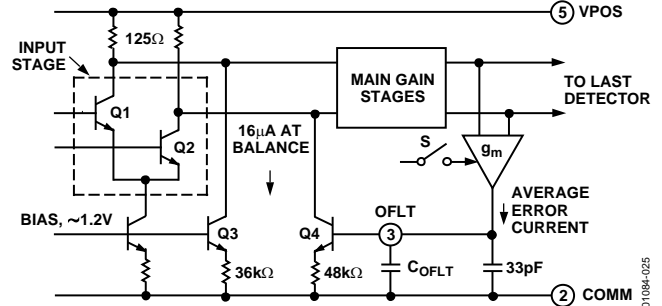 5 VPOS
125Ω
INPUT
STAGE
MAIN GAIN
STAGES
TO LAST
DETECTOR
Q1
Q2
16μA AT
BALANCE
S
gm
AVERAGE
ERROR
CURRENT
BIAS, ~1.2V
OFLT
Q3
Q4
3
36kΩ
48kΩ
COFLT
33pF
2 COMM
01084-025